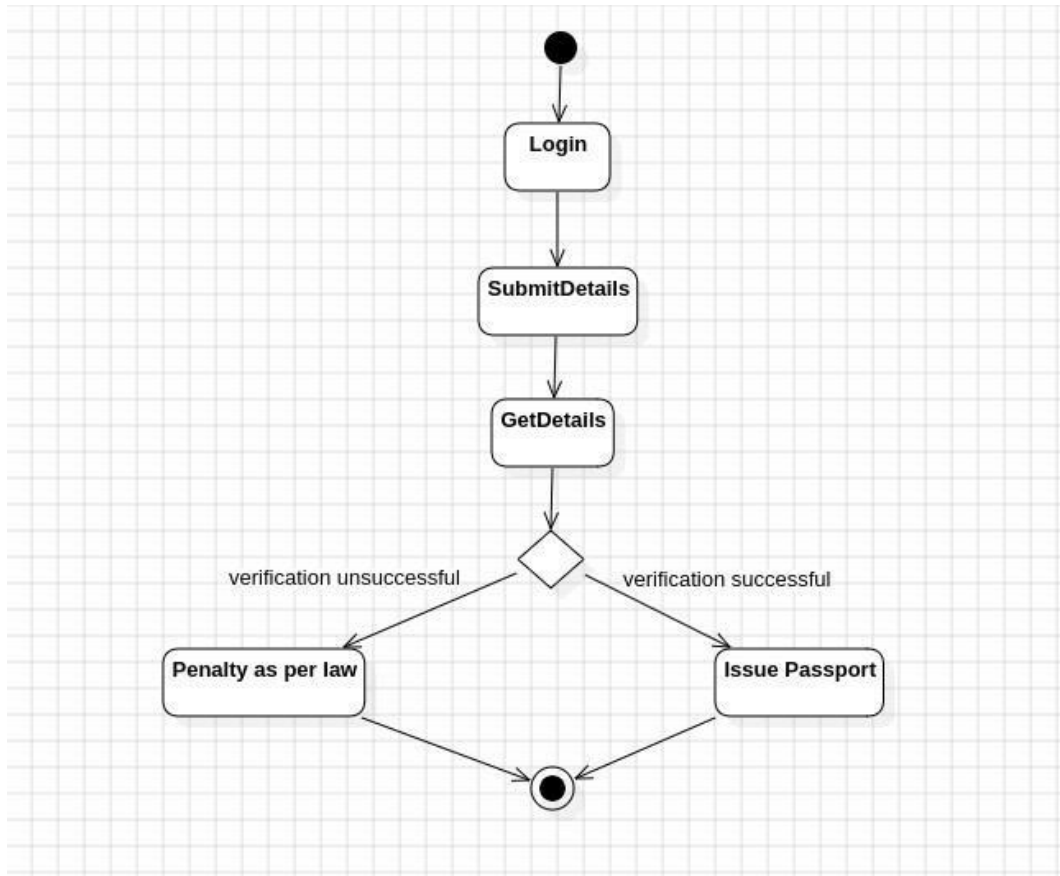 Login
SubmitDetails
GetDetails
verification unsuccessful
verification successful
Penalty as per law
Issue Passport